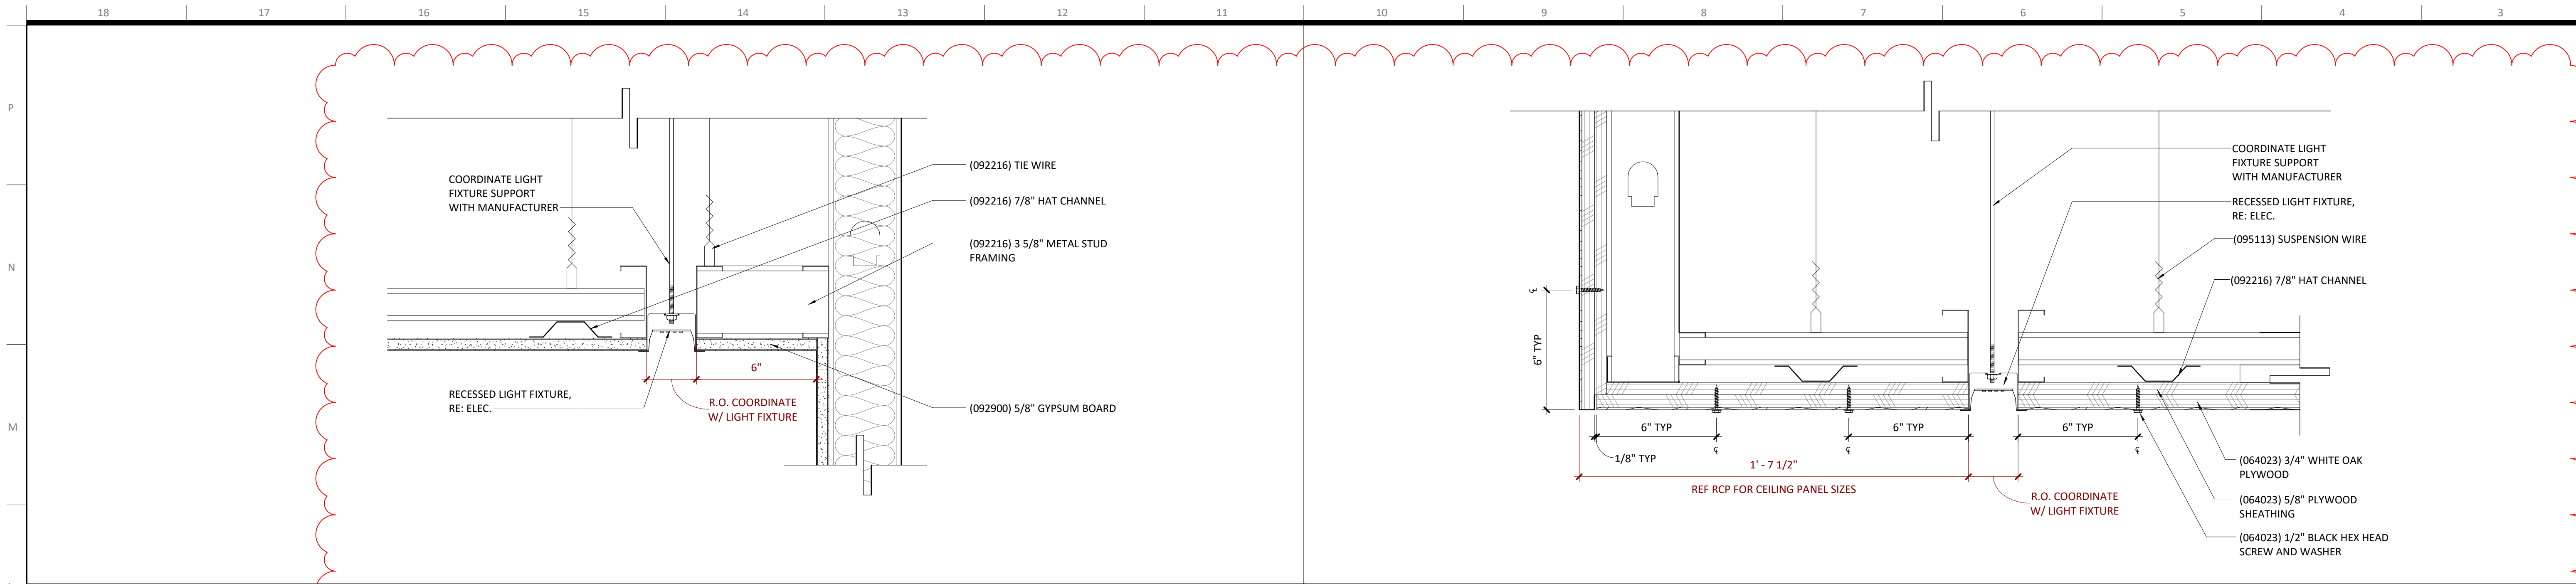 18 17 16 15 14 13 12 11 10 9 8 7 6 5 4 3
P
N
M
COORDINATE LIGHT
FIXTURE SUPPORT
WITH MANUFACTURER
RECESSED LIGHT FIXTURE,
RE: ELEC.
6"
R.O. COORDINATE
W/ LIGHT FIXTURE
(092216) TIE WIRE
(092216) 7/8" HAT CHANNEL
(092216) 3 5/8" METAL STUD
FRAMING
(092900) 5/8" GYPSUM BOARD
℄
6" TYP
6" TYP
6" TYP
6" TYP
℄
℄
℄
1/8" TYP
1' - 7 1/2"
REF RCP FOR CEILING PANEL SIZES
R.O. COORDINATE
W/ LIGHT FIXTURE
COORDINATE LIGHT
FIXTURE SUPPORT
WITH MANUFACTURER
RECESSED LIGHT FIXTURE,
RE: ELEC.
(095113) SUSPENSION WIRE
(092216) 7/8" HAT CHANNEL
(064023) 3/4" WHITE OAK
PLYWOOD
(064023) 5/8" PLYWOOD
SHEATHING
(064023) 1/2" BLACK HEX HEAD
SCREW AND WASHER